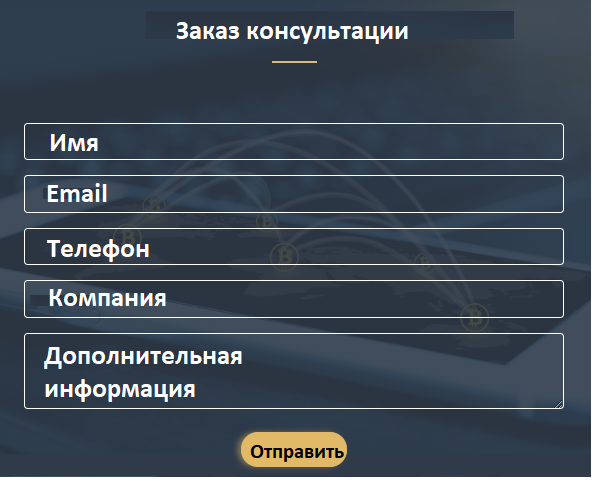 Заказ консультации
Имя
Email
Телефон
Компания
Дополнительная
информация
Отправить